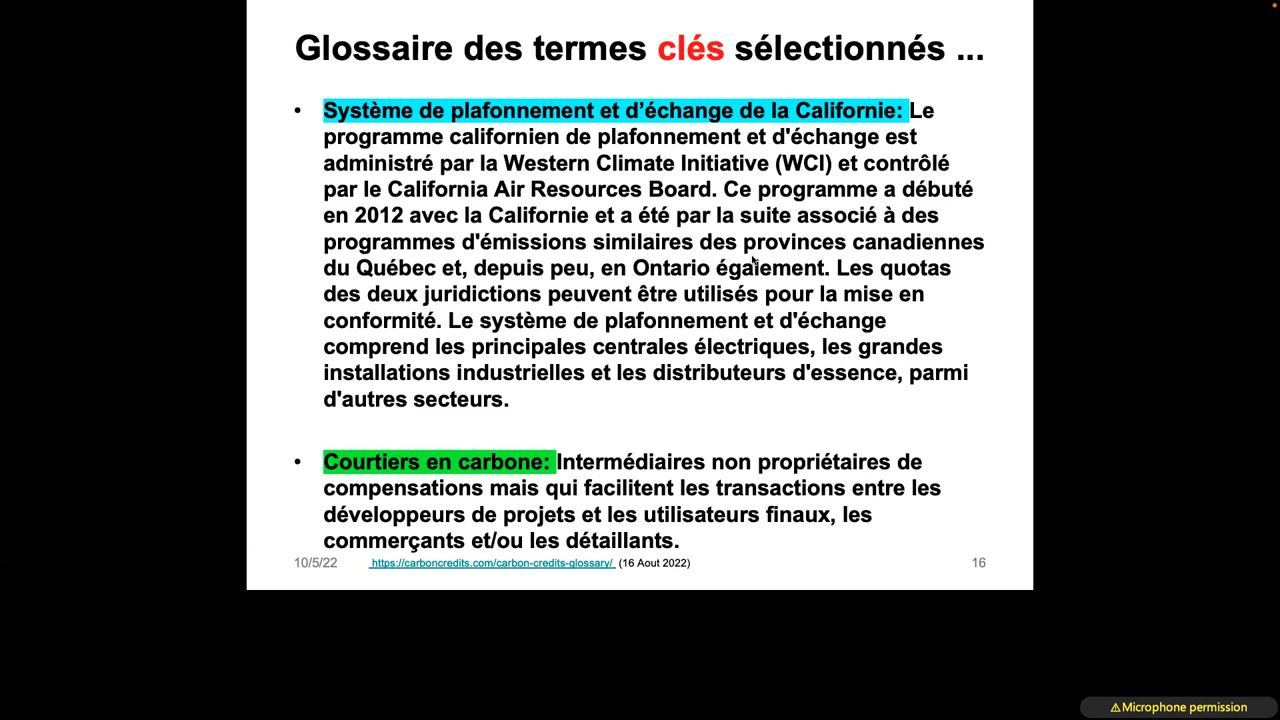 Glossaire des termes clés sélectionnés ...
• Système de plafonnement et d’échange de la Californie: Le
programme californien de plafonnement et d'échange est
administré par la Western Climate Initiative (WCI) et contrôlé
par le California Air Resources Board. Ce programme a débuté
en 2012 avec la Californie et a été par la suite associé à des
programmes d'émissions similaires des provinces canadiennes
du Québec et, depuis peu, en Ontario également. Les quotas
des deux juridictions peuvent être utilisés pour la mise en
conformité. Le système de plafonnement et d'échange
comprend les principales centrales électriques, les grandes
installations industrielles et les distributeurs d'essence, parmi
d'autres secteurs.
• Courtiers en carbone: Intermédiaires non propriétaires de
compensations mais qui facilitent les transactions entre les
développeurs de projets et les utilisateurs finaux, les
commerçants et/ou les détaillants.
10/5/22 https://carboncredits.com/carbon-credits-glossary/ (16 Aout 2022) 16
⚠Microphone permission